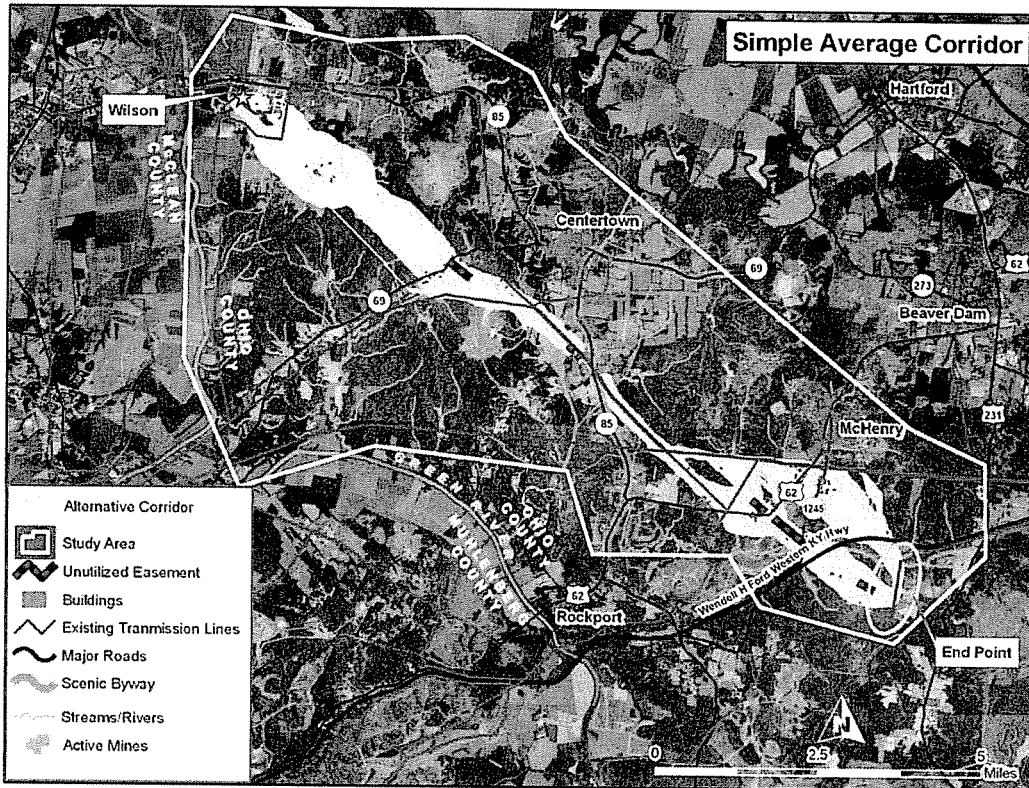 Simple Average Corridor
Hartford
Wilson
85
McLEAN
COUNTY
Centertown
69
62
273
Beaver Dam
OHIO
COUNTY
69
231
85
McHenry
62
1245
GREEN RIVER
OHIO
COUNTY
MUHLENBERG
COUNTY
62
Rockport
Wendell H Ford Western KY Hwy
End Point
Alternative Corridor
Study Area
Unutilized Easement
Buildings
Existing Tranmission Lines
Major Roads
Scenic Byway
Streams/Rivers
Active Mines
N
0
2.5
5
Miles